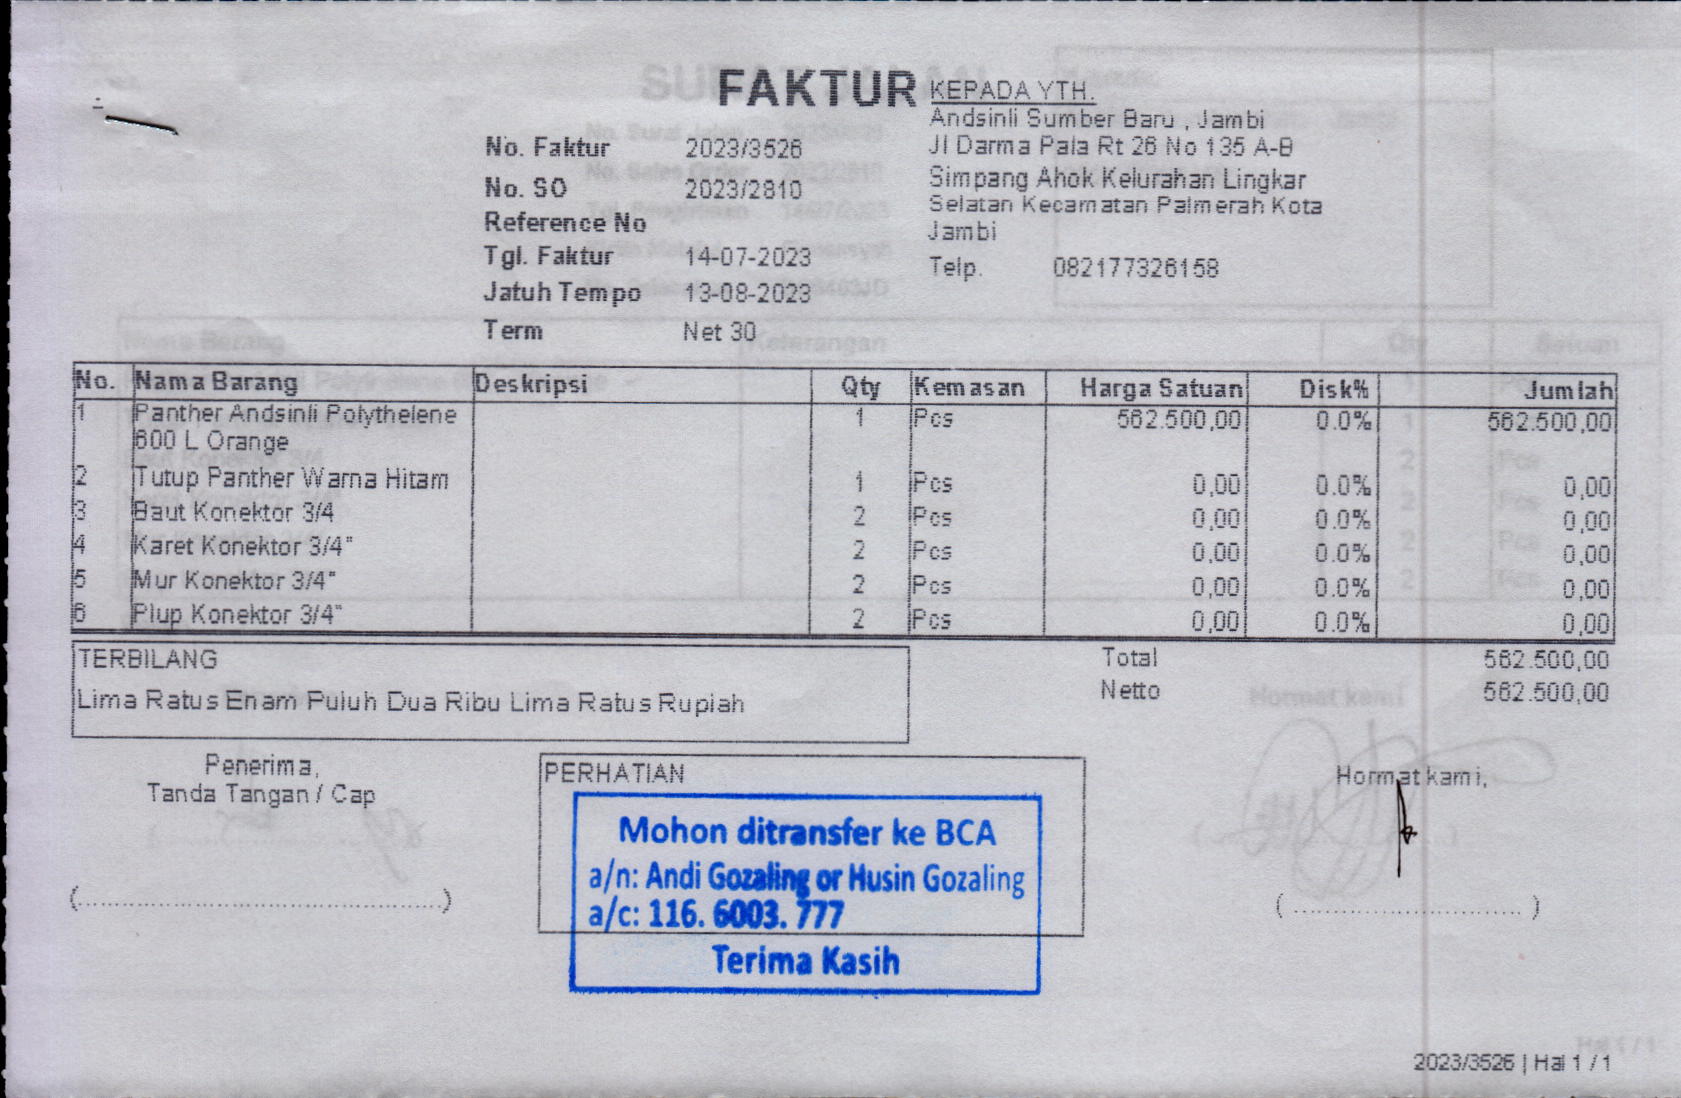 FAKTUR
No. Faktur 2023/3526
No. SO 2023/2810
Reference No
Tgl. Faktur 14-07-2023
Jatuh Tempo 13-08-2023
Term Net 30
KEPADA YTH.
Andsinli Sumber Baru , Jambi
Jl Darma Pala Rt 26 No 135 A-B
Simpang Ahok Kelurahan Lingkar
Selatan Kecamatan Palmerah Kota
Jambi
Telp. 082177326158
No. Nama Barang Deskripsi Qty Kemasan Harga Satuan Disk% Jumlah
1 Panther Andsinli Polythelene 1 Pcs 562.500,00 0.0% 562.500,00
600 L Orange
2 Tutup Panther Warna Hitam 1 Pcs 0,00 0.0% 0,00
3 Baut Konektor 3/4 2 Pcs 0,00 0.0% 0,00
4 Karet Konektor 3/4" 2 Pcs 0,00 0.0% 0,00
5 Mur Konektor 3/4" 2 Pcs 0,00 0.0% 0,00
6 Plup Konektor 3/4" 2 Pcs 0,00 0.0% 0,00
TERBILANG
Lima Ratus Enam Puluh Dua Ribu Lima Ratus Rupiah
Total 562.500,00
Netto 562.500,00
Penerima,
Tanda Tangan / Cap
(..............................................)
PERHATIAN
Mohon ditransfer ke BCA
a/n: Andi Gozaling or Husin Gozaling
a/c: 116. 6003. 777
Terima Kasih
Hormat kami,
( ............................. )
2023/3526 | Hal 1 / 1